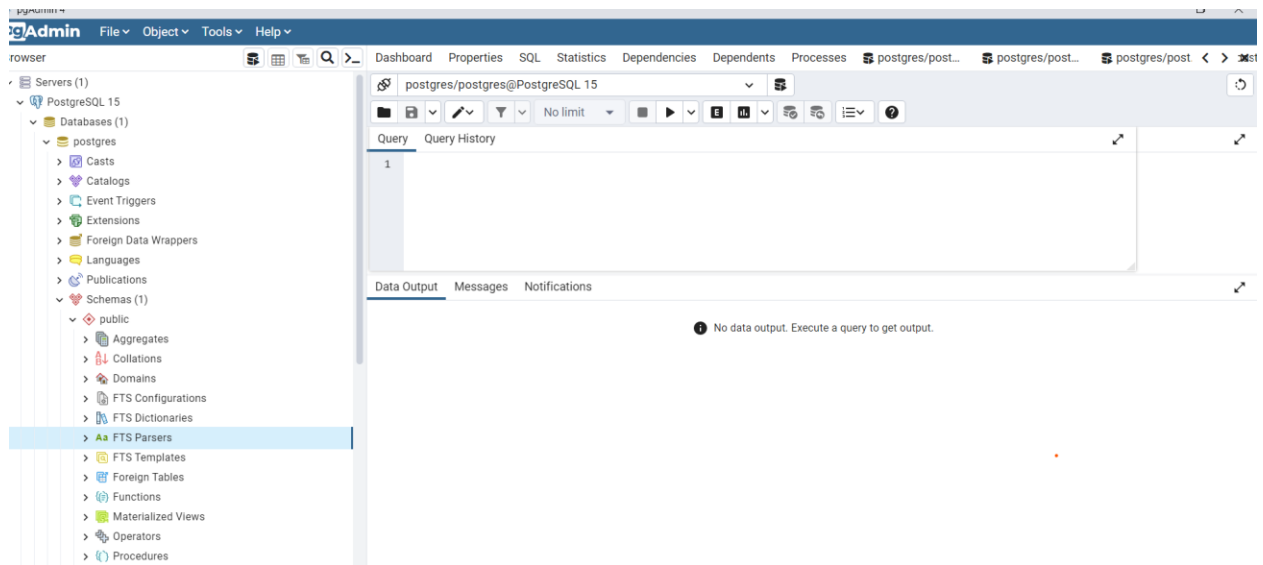 pgAdmin 4
pgAdmin File Object Tools Help
rowser
Dashboard Properties SQL Statistics Dependencies Dependents Processes postgres/post... postgres/post... postgres/post
Servers (1)
postgres/postgres@PostgreSQL 15
PostgreSQL 15
Databases (1)
No limit
E
postgres
Query Query History
Casts
1
Catalogs
Event Triggers
Extensions
Foreign Data Wrappers
Languages
Publications
Data Output Messages Notifications
Schemas (1)
public
No data output. Execute a query to get output.
Aggregates
Collations
Domains
FTS Configurations
FTS Dictionaries
Aa FTS Parsers
FTS Templates
Foreign Tables
Functions
Materialized Views
Operators
Procedures